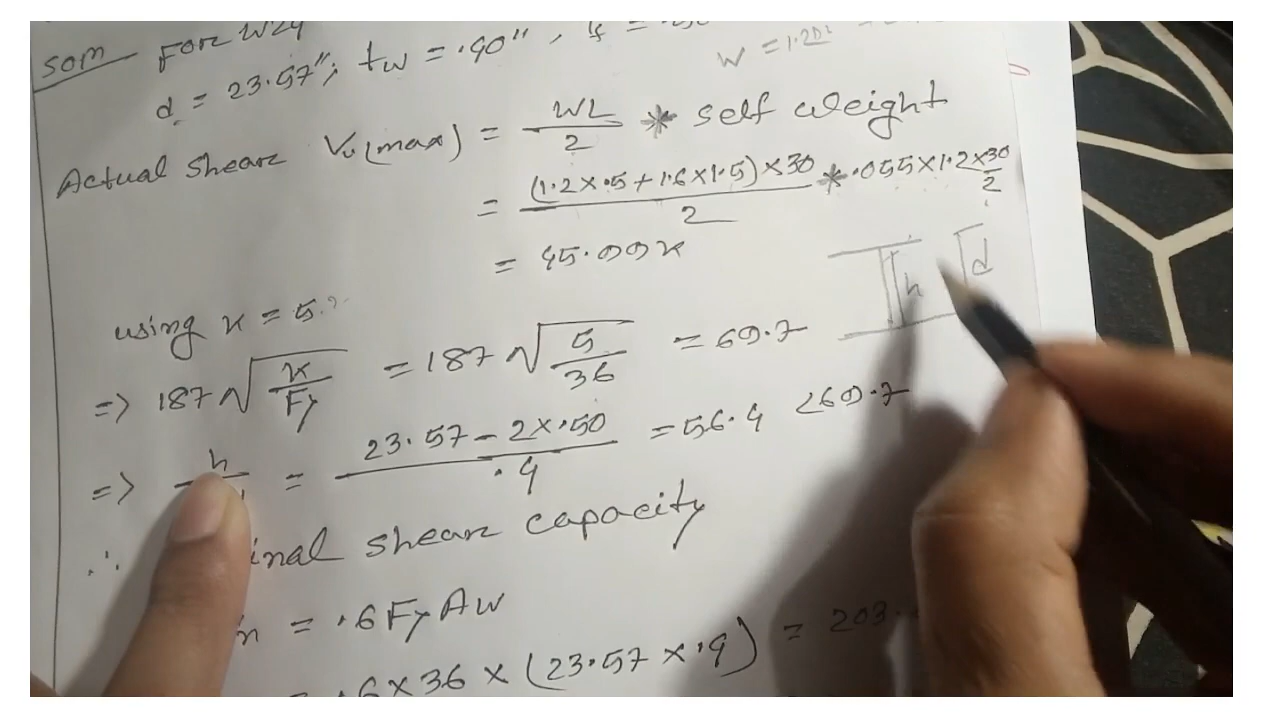 Som For W24
d = 23.57"; tw = .40", tf =
W = 1.2D
Actual Shear Vu(max) = WL/2 * self weight
= (1.2×.5+1.6×1.5)×30/2 * .055×1.2×30/2
= 45.99K
h d
using K = 5.
=> 187√(K/Fy) = 187√(5/36) = 69.7
=> h = (23.57-2×.50)/.4 = 56.4 <69.7
∴ inal shear capacity
n = .6FyAw
= .6×36×(23.57×.4) = 203.